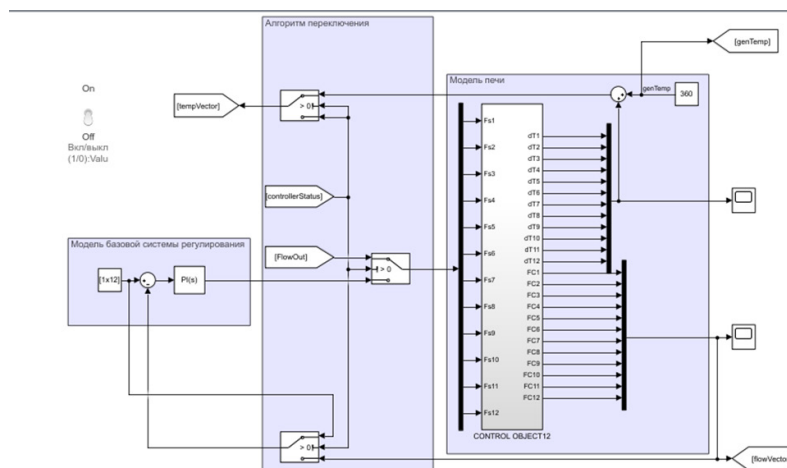 Алгоритм переключения
[genTemp]
On
Off
Вкл/выкл
(1/0):Valu
[tempVector]
> 0
Модель печи
genTemp
360
[controllerStatus]
[FlowOut]
> 0
Модель базовой системы регулирования
[1x12]
PI(s)
Fs1
Fs2
Fs3
Fs4
Fs5
Fs6
Fs7
Fs8
Fs9
Fs10
Fs11
Fs12
dT1
dT2
dT3
dT4
dT5
dT6
dT7
dT8
dT9
dT10
dT11
dT12
FC1
FC2
FC3
FC4
FC5
FC6
FC7
FC8
FC9
FC10
FC11
FC12
CONTROL OBJECT12
> 0
[flowVector